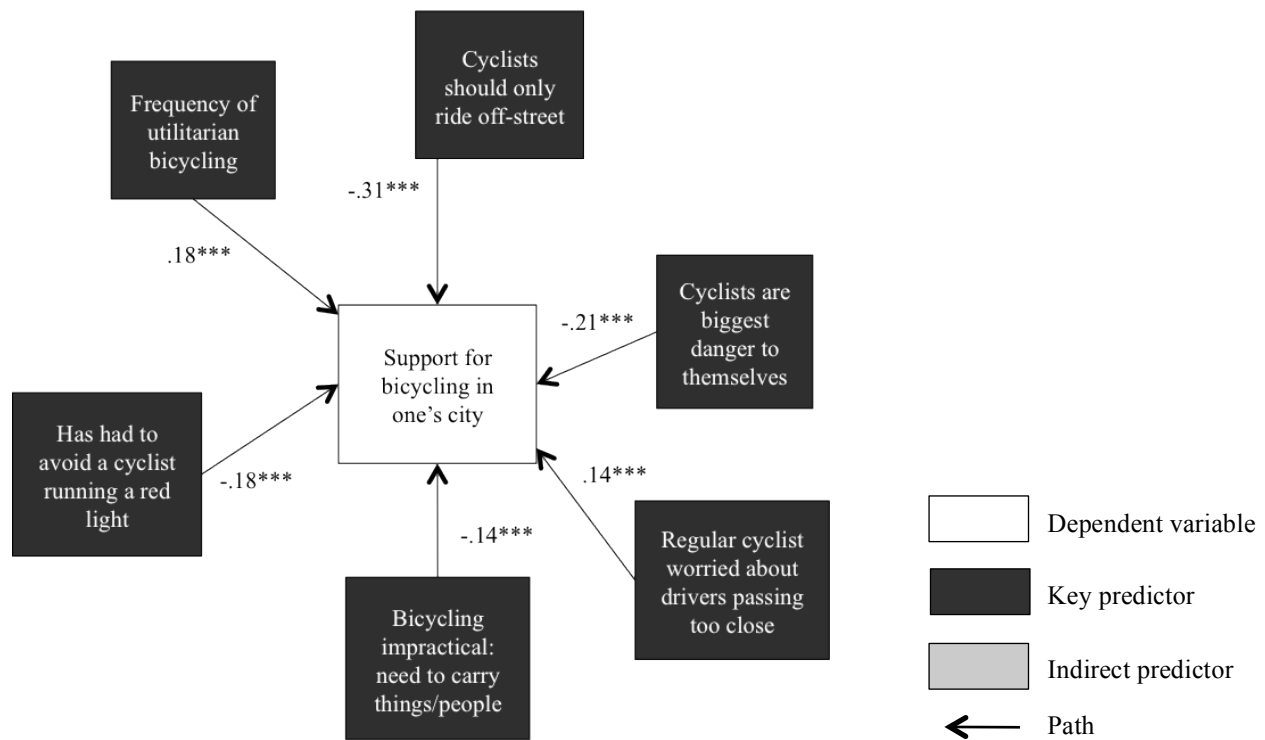 Cyclists
should only
ride off-street
Frequency of
utilitarian
bicycling
-.31***
.18***
Cyclists are
biggest
danger to
themselves
-.21***
Support for
bicycling in
one’s city
Has had to
avoid a cyclist
running a red
light
-.18***
.14***
-.14***
Regular cyclist
worried about
drivers passing
too close
Bicycling
impractical:
need to carry
things/people
Dependent variable
Key predictor
Indirect predictor
Path